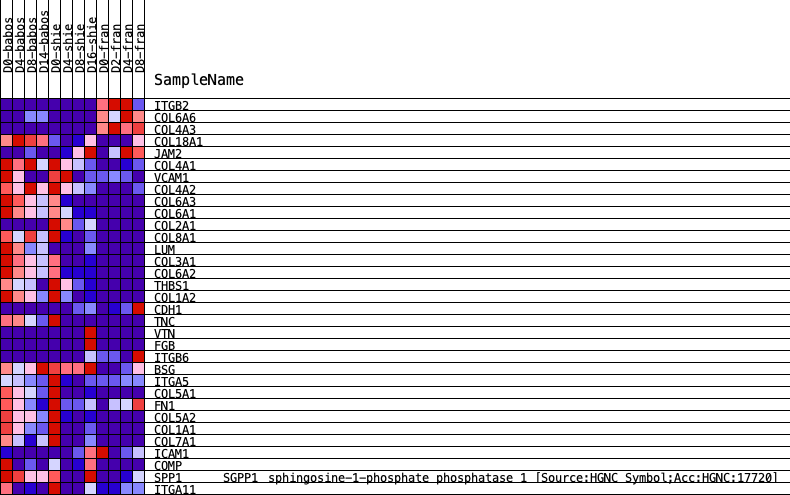 D0-babos
D4-babos
D8-babos
D14-babos
D0-shie
D4-shie
D8-shie
D16-shie
D0-fran
D2-fran
D4-fran
D8-fran
SampleName
ITGB2
COL6A6
COL4A3
COL18A1
JAM2
COL4A1
VCAM1
COL4A2
COL6A3
COL6A1
COL2A1
COL8A1
LUM
COL3A1
COL6A2
THBS1
COL1A2
CDH1
TNC
VTN
FGB
ITGB6
BSG
ITGA5
COL5A1
FN1
COL5A2
COL1A1
COL7A1
ICAM1
COMP
SPP1 SGPP1 sphingosine-1-phosphate phosphatase 1 [Source:HGNC Symbol;Acc:HGNC:17720]
ITGA11